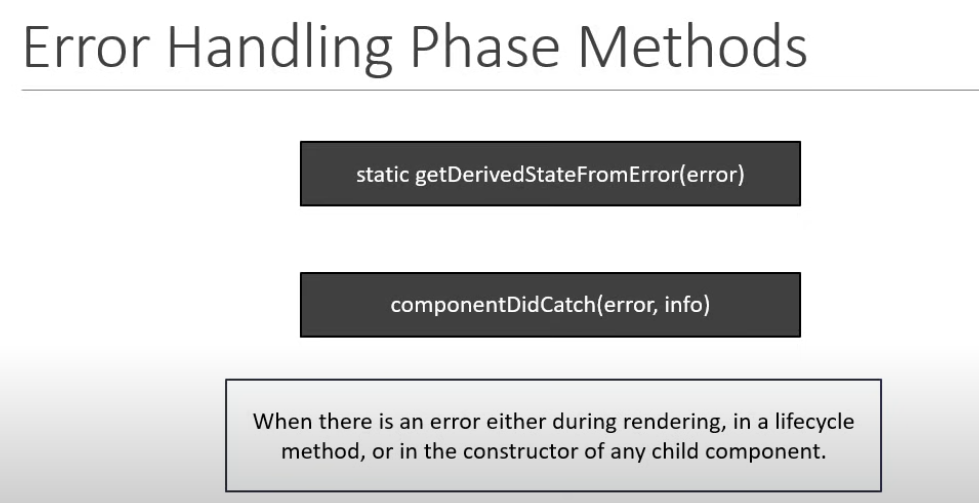 Error Handling Phase Methods
static getDerivedStateFromError(error)
componentDidCatch(error, info)
When there is an error either during rendering, in a lifecycle
method, or in the constructor of any child component.